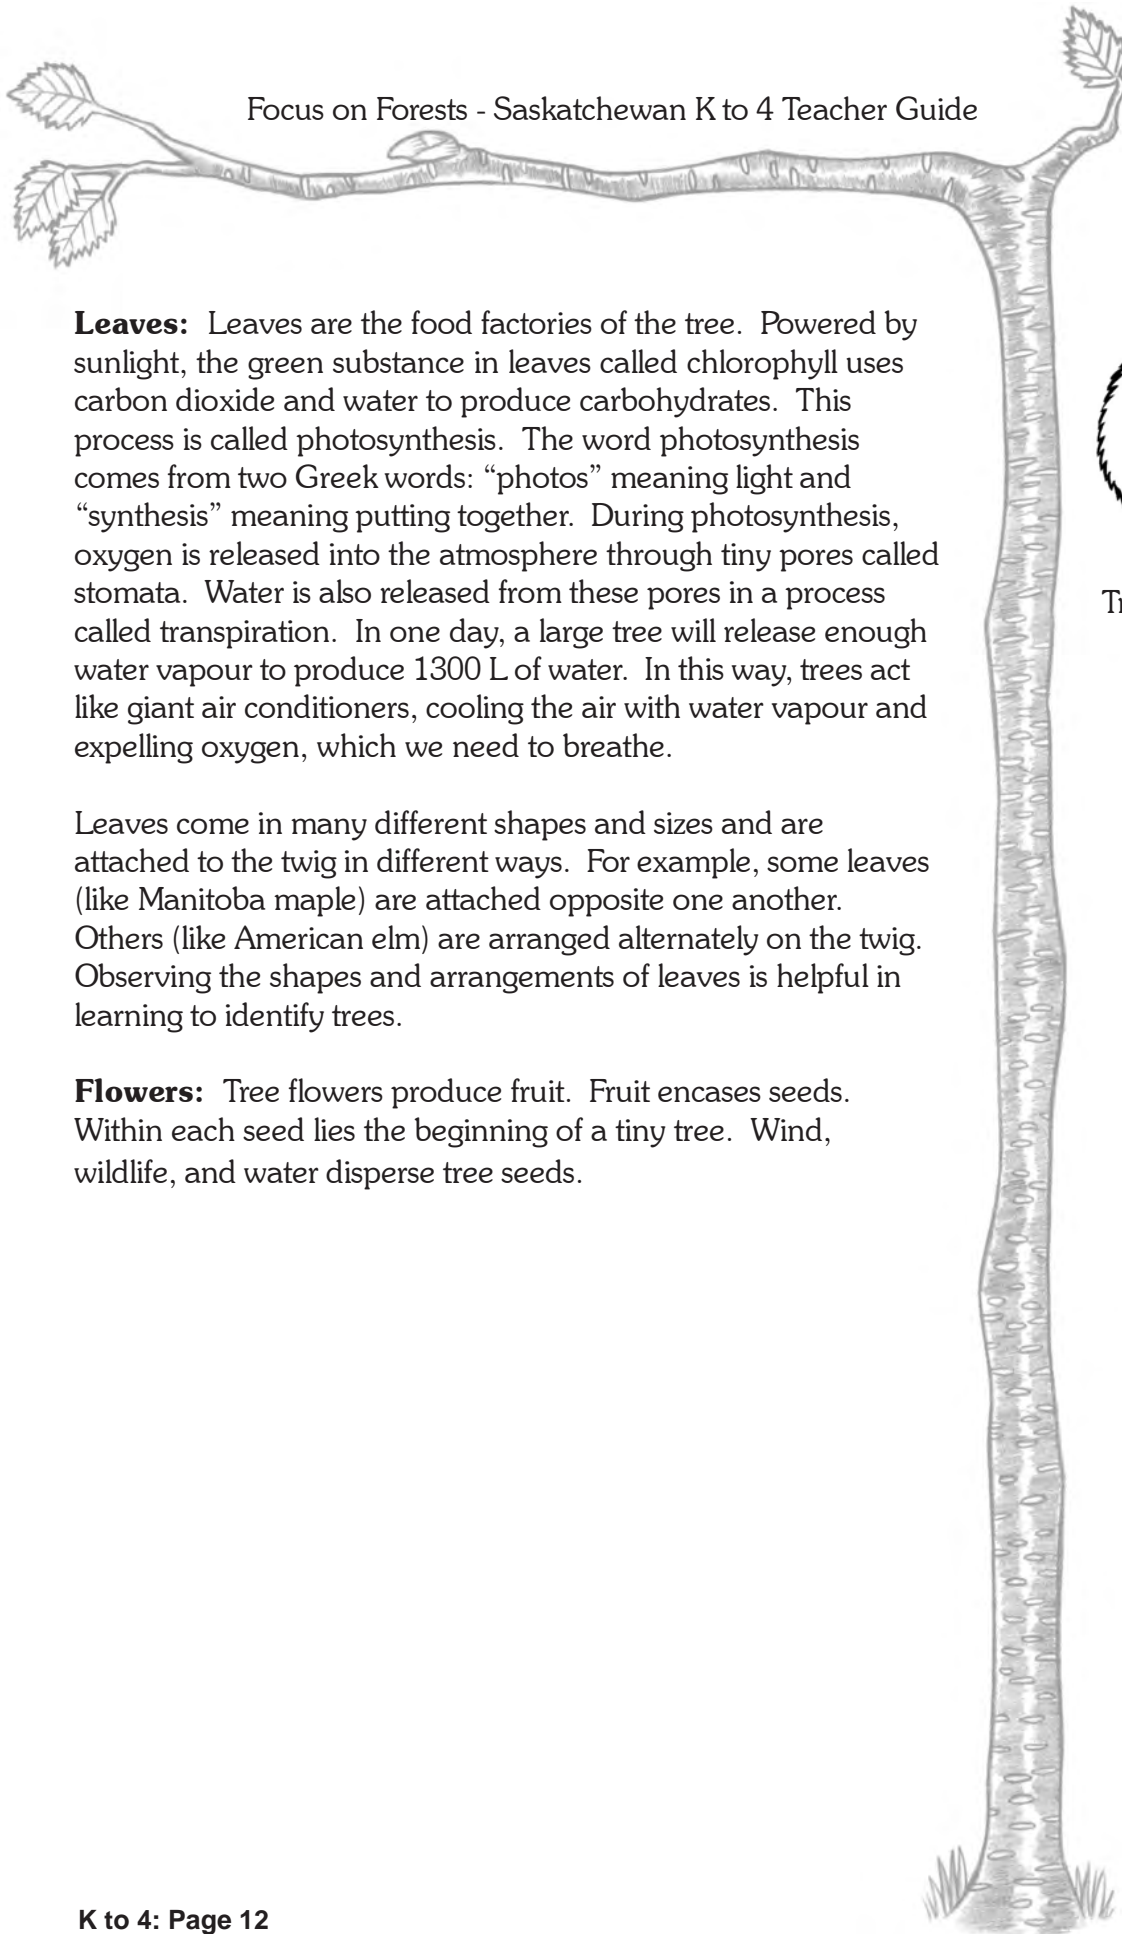 Focus on Forests - Saskatchewan K to 4 Teacher Guide
Leaves: Leaves are the food factories of the tree. Powered by
sunlight, the green substance in leaves called chlorophyll uses
carbon dioxide and water to produce carbohydrates. This
process is called photosynthesis. The word photosynthesis
comes from two Greek words: “photos” meaning light and
“synthesis” meaning putting together. During photosynthesis,
oxygen is released into the atmosphere through tiny pores called
stomata. Water is also released from these pores in a process
called transpiration. In one day, a large tree will release enough
water vapour to produce 1300 L of water. In this way, trees act
like giant air conditioners, cooling the air with water vapour and
expelling oxygen, which we need to breathe.
Leaves come in many different shapes and sizes and are
attached to the twig in different ways. For example, some leaves
(like Manitoba maple) are attached opposite one another.
Others (like American elm) are arranged alternately on the twig.
Observing the shapes and arrangements of leaves is helpful in
learning to identify trees.
Flowers: Tree flowers produce fruit. Fruit encases seeds.
Within each seed lies the beginning of a tiny tree. Wind,
wildlife, and water disperse tree seeds.
K to 4: Page 12